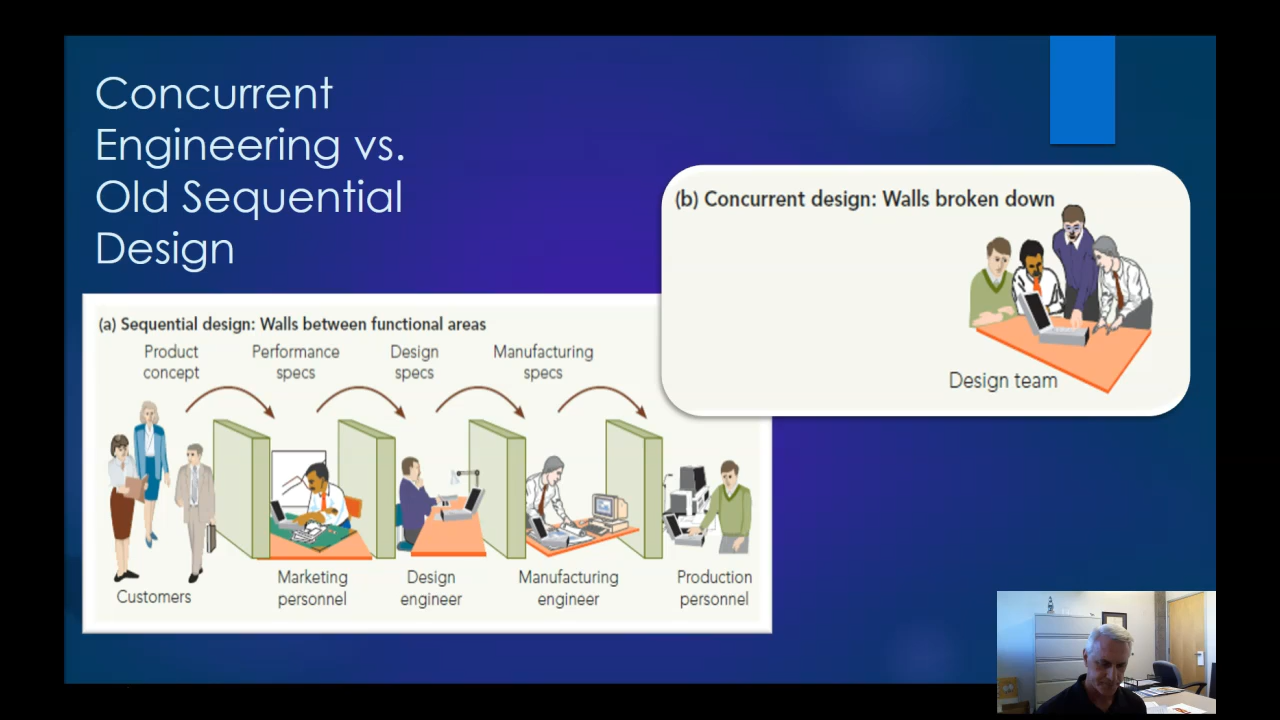 Concurrent
Engineering vs.
Old Sequential
Design
(b) Concurrent design: Walls broken down
Design team
(a) Sequential design: Walls between functional areas
Product concept
Performance specs
Design specs
Manufacturing specs
Customers
Marketing personnel
Design engineer
Manufacturing engineer
Production personnel